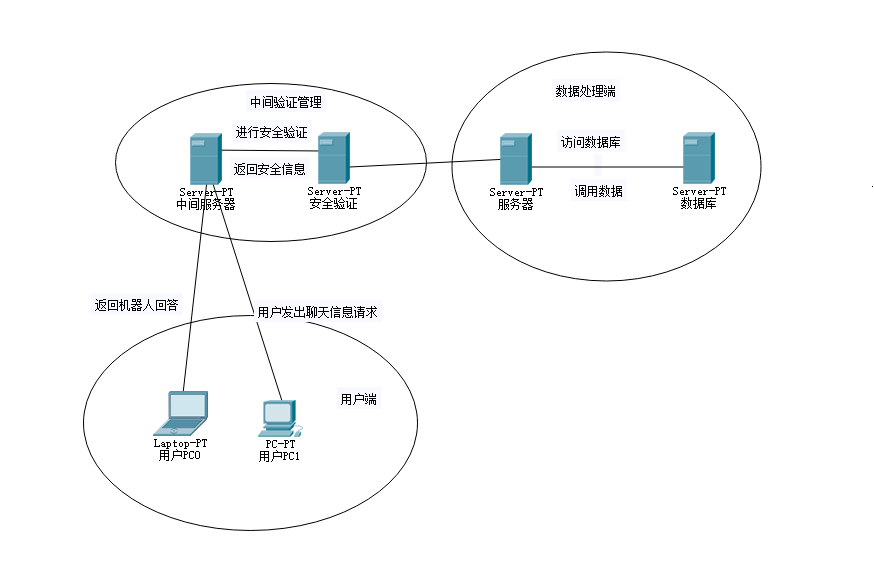 中间验证管理
进行安全验证
返回安全信息
Server-PT
中间服务器
Server-PT
安全验证
数据处理端
访问数据库
调用数据
Server-PT
服务器
Server-PT
数据库
返回机器人回答
用户发出聊天信息请求
用户端
Laptop-PT
用户PC0
PC-PT
用户PC1